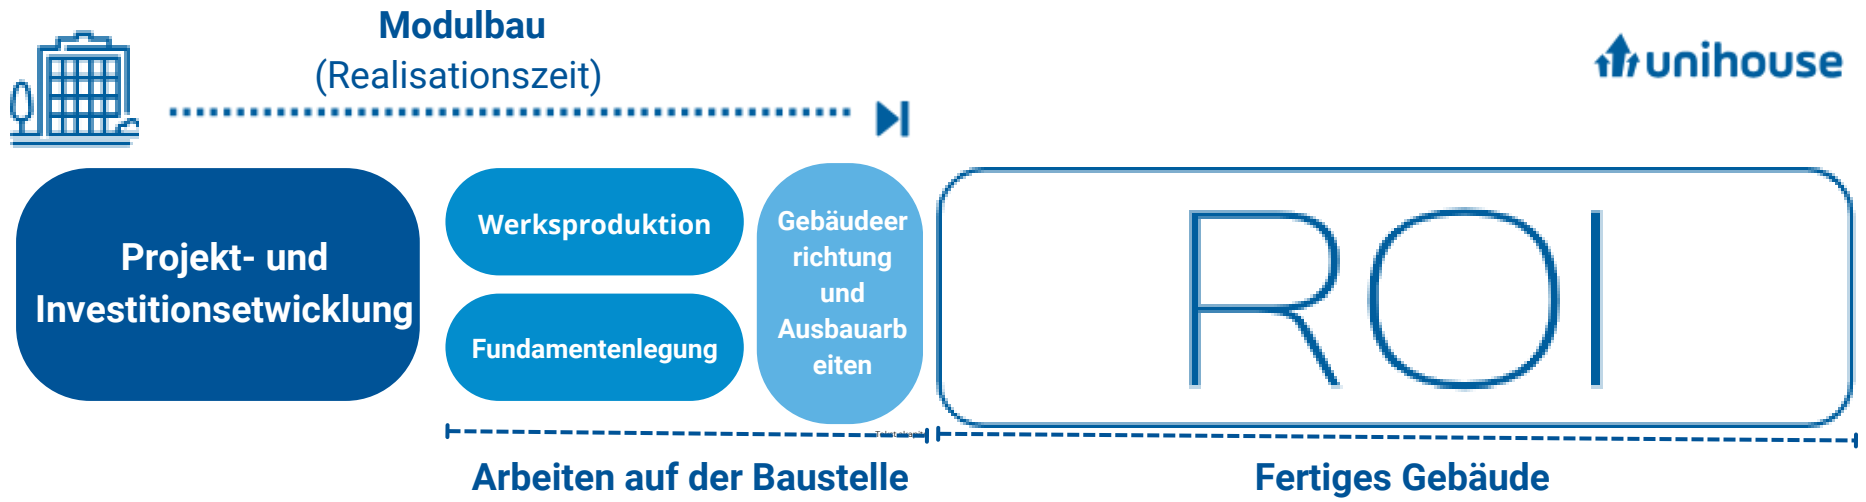 Modulbau
(Realisationszeit)
unihouse
Projekt- und
Investitionsetwicklung
Werksproduktion
Fundamentenlegung
Gebäudeer
richtung
und
Ausbauarb
eiten
ROI
Arbeiten auf der Baustelle
Fertiges Gebäude